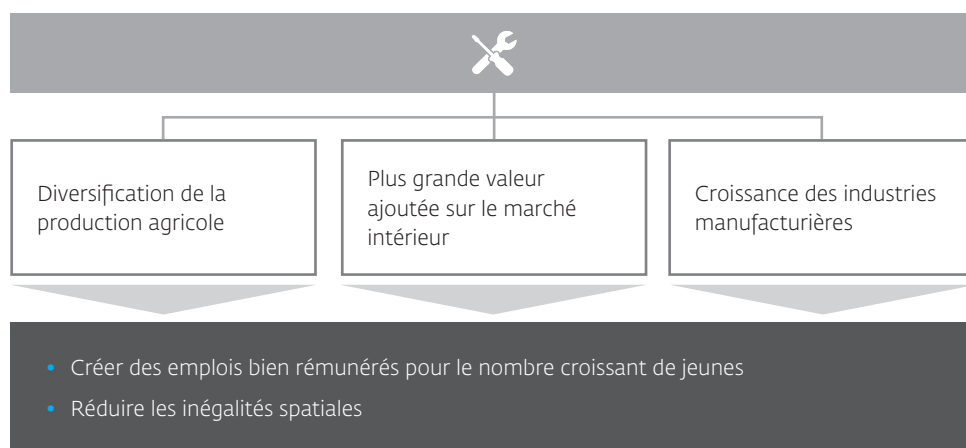 Diversification de la
production agricole
Plus grande valeur
ajoutée sur le marché
intérieur
Croissance des industries
manufacturières
• Créer des emplois bien rémunérés pour le nombre croissant de jeunes
• Réduire les inégalités spatiales